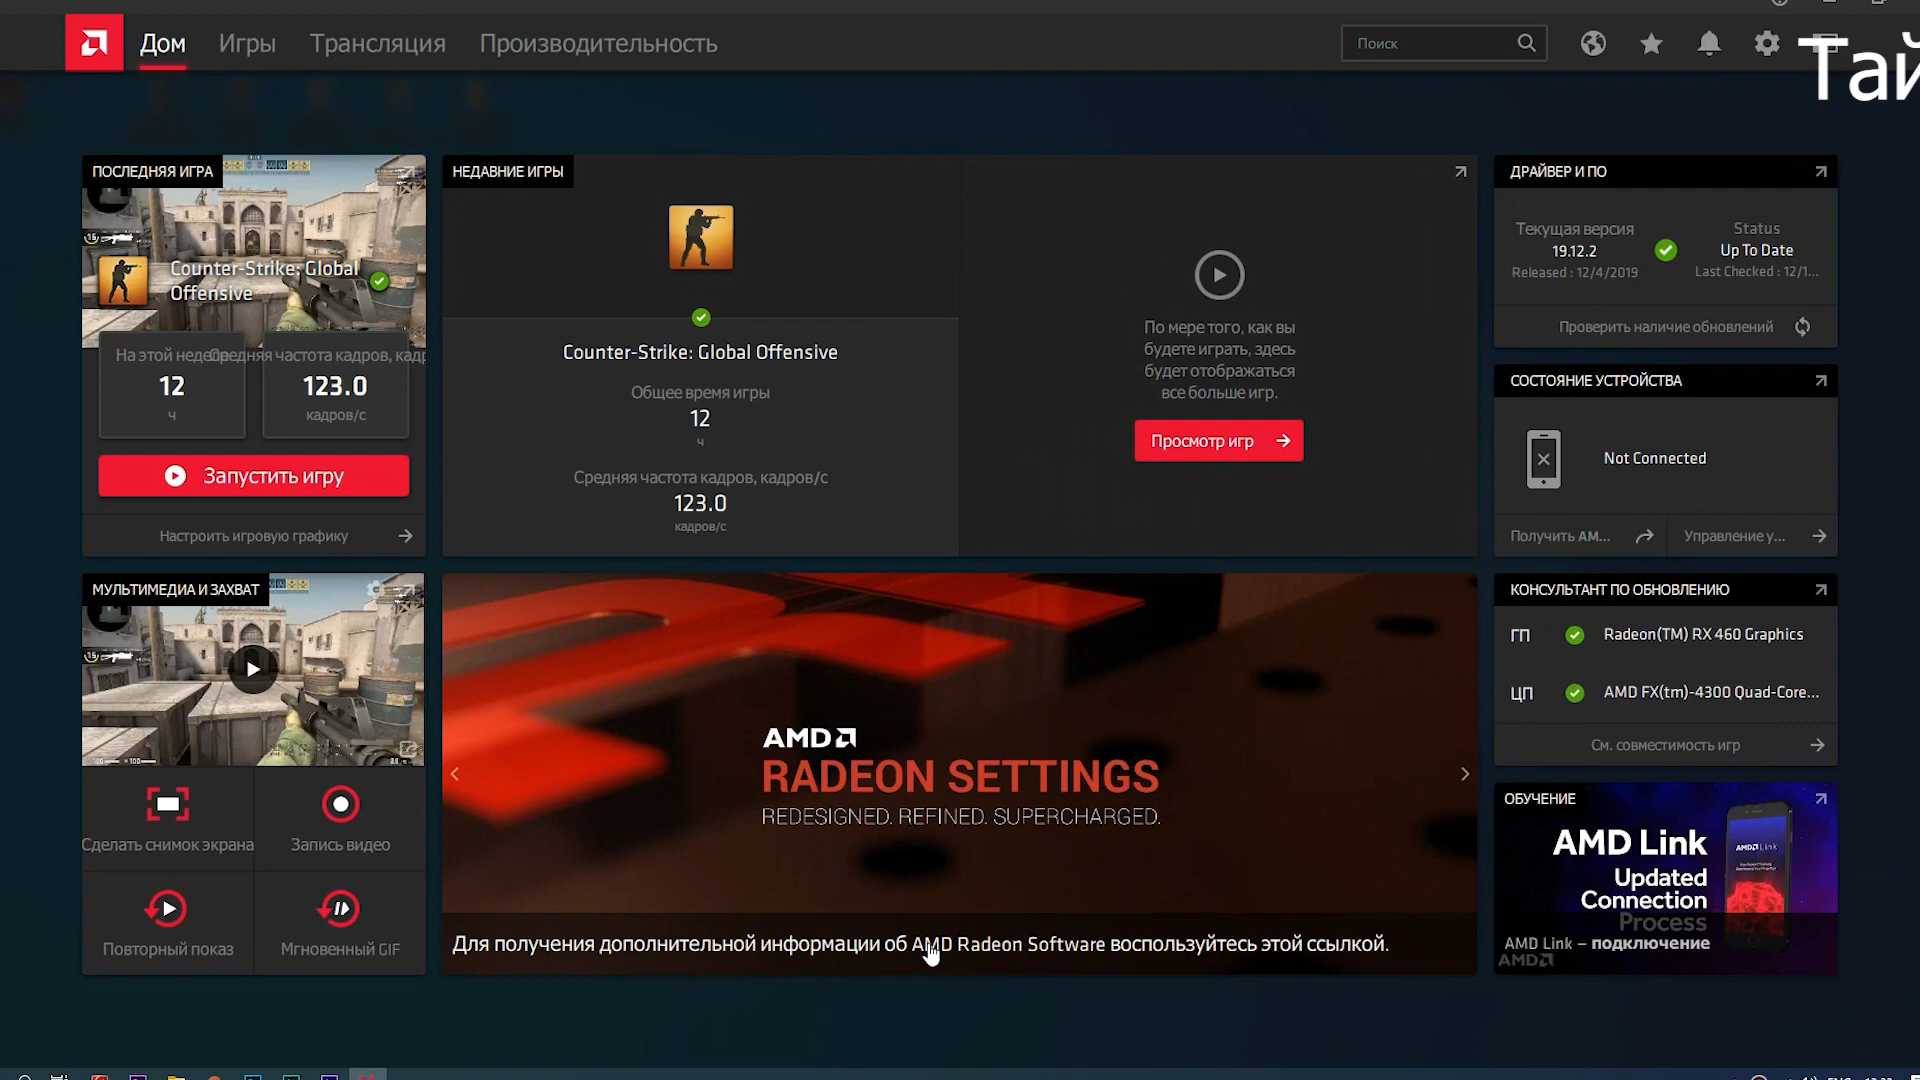 Дом
Игры
Трансляция
Производительность
Поиск
Тай
ПОСЛЕДНЯЯ ИГРА
Counter-Strike: Global
Offensive
На этой неделе
Средняя частота кадров, кадр
12
123.0
ч
кадров/с
Запустить игру
Настроить игровую графику
НЕДАВНИЕ ИГРЫ
Counter-Strike: Global Offensive
Общее время игры
12
ч
Средняя частота кадров, кадров/с
123.0
кадров/с
По мере того, как вы
будете играть, здесь
будет отображаться
все больше игр.
Просмотр игр
ДРАЙВЕР И ПО
Текущая версия
19.12.2
Released : 12/4/2019
Status
Up To Date
Last Checked : 12/1...
Проверить наличие обновлений
СОСТОЯНИЕ УСТРОЙСТВА
Not Connected
Получить AM...
Управление у...
МУЛЬТИМЕДИА И ЗАХВАТ
Сделать снимок экрана
Запись видео
Повторный показ
Мгновенный GIF
AMD
RADEON SETTINGS
REDESIGNED. REFINED. SUPERCHARGED.
Для получения дополнительной информации об AMD Radeon Software воспользуйтесь этой ссылкой.
КОНСУЛЬТАНТ ПО ОБНОВЛЕНИЮ
ГП
Radeon(TM) RX 460 Graphics
ЦП
AMD FX(tm)-4300 Quad-Core...
См. совместимость игр
ОБУЧЕНИЕ
AMD Link
Updated
Connection
Process
AMD Link – подключение
AMD